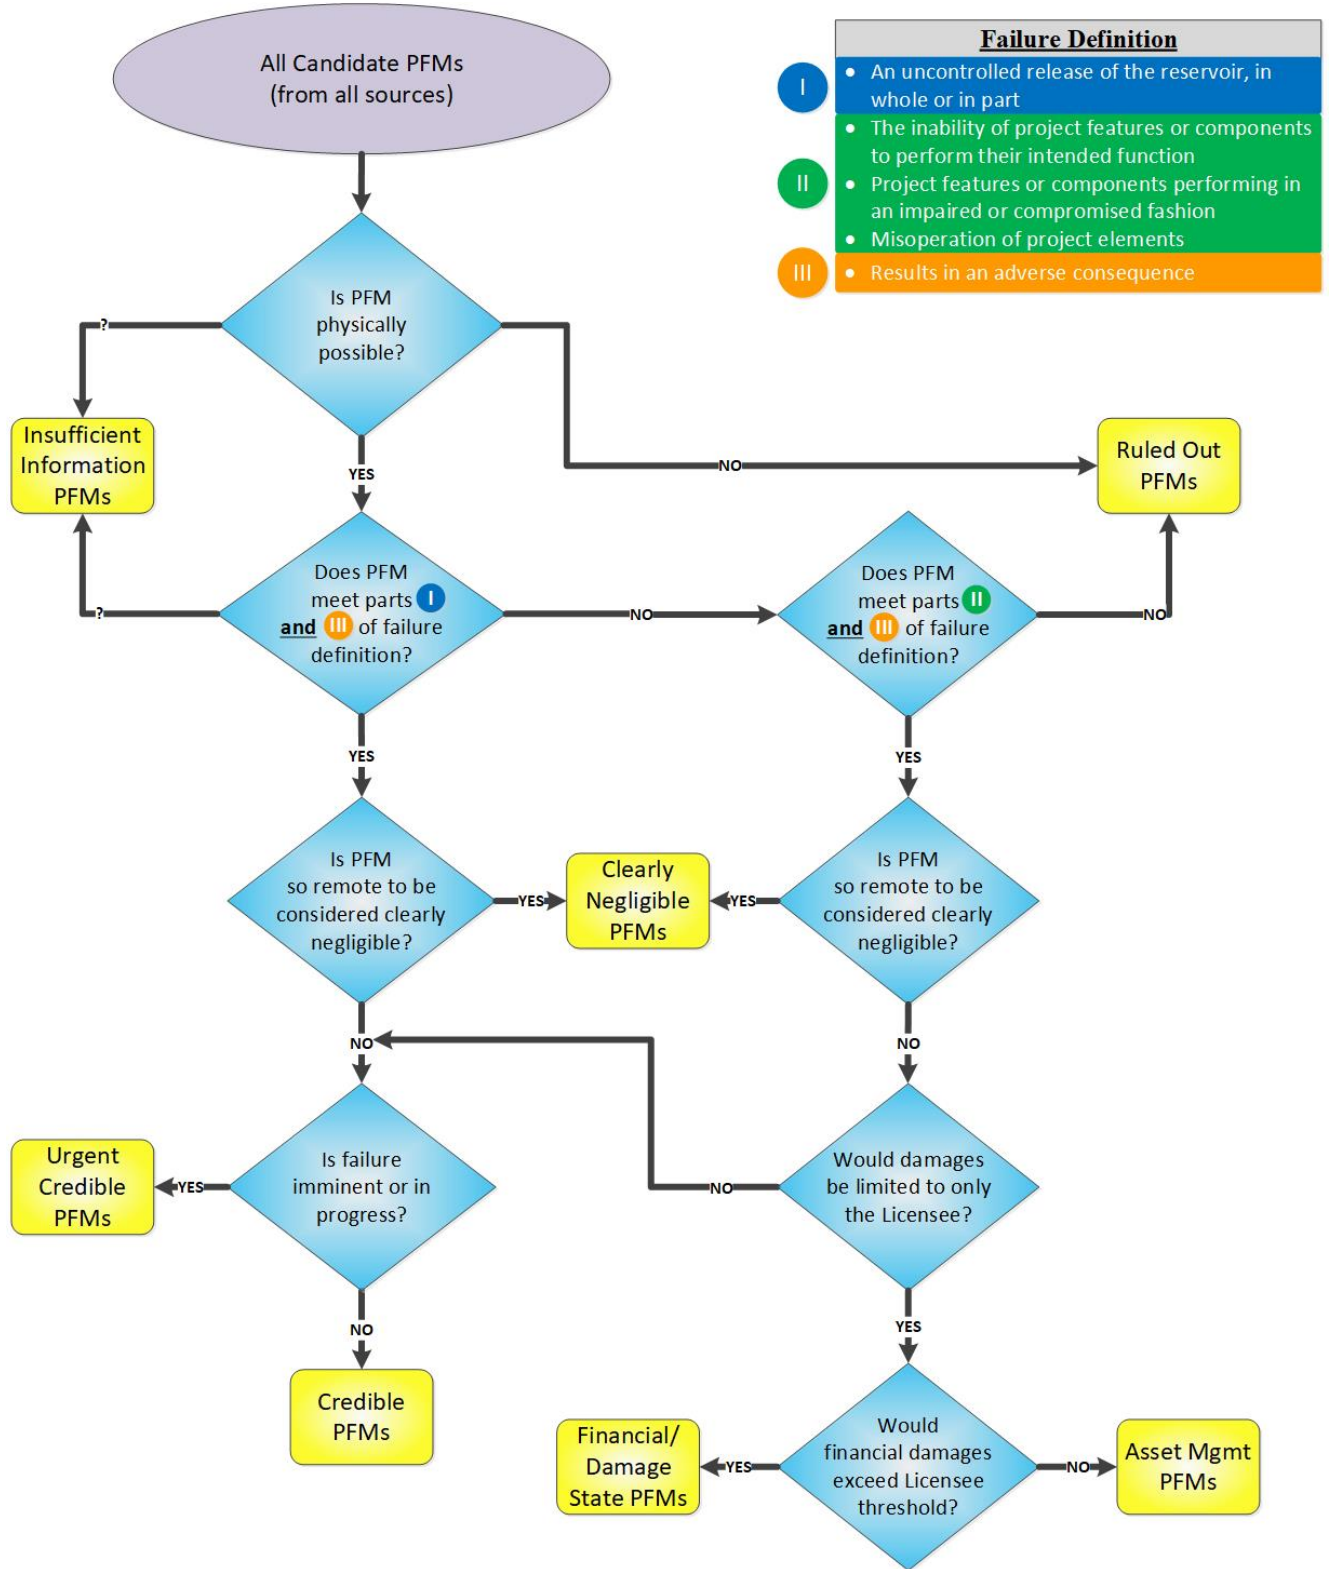 All Candidate PFMs
(from all sources)
Failure Definition
I
• An uncontrolled release of the reservoir, in
whole or in part
II
• The inability of project features or components
to perform their intended function
• Project features or components performing in
an impaired or compromised fashion
• Misoperation of project elements
III
• Results in an adverse consequence
Is PFM
physically
possible?
?
NO
YES
Insufficient
Information
PFMs
Ruled Out
PFMs
Does PFM
meet parts I
and III of failure
definition?
?
NO
YES
Does PFM
meet parts II
and III of failure
definition?
NO
YES
Is PFM
so remote to be
considered clearly
negligible?
YES
Clearly
Negligible
PFMs
YES
Is PFM
so remote to be
considered clearly
negligible?
NO
NO
Urgent
Credible
PFMs
YES
Is failure
imminent or in
progress?
NO
Would damages
be limited to only
the Licensee?
NO
YES
Credible
PFMs
Financial/
Damage
State PFMs
YES
Would
financial damages
exceed Licensee
threshold?
NO
Asset Mgmt
PFMs